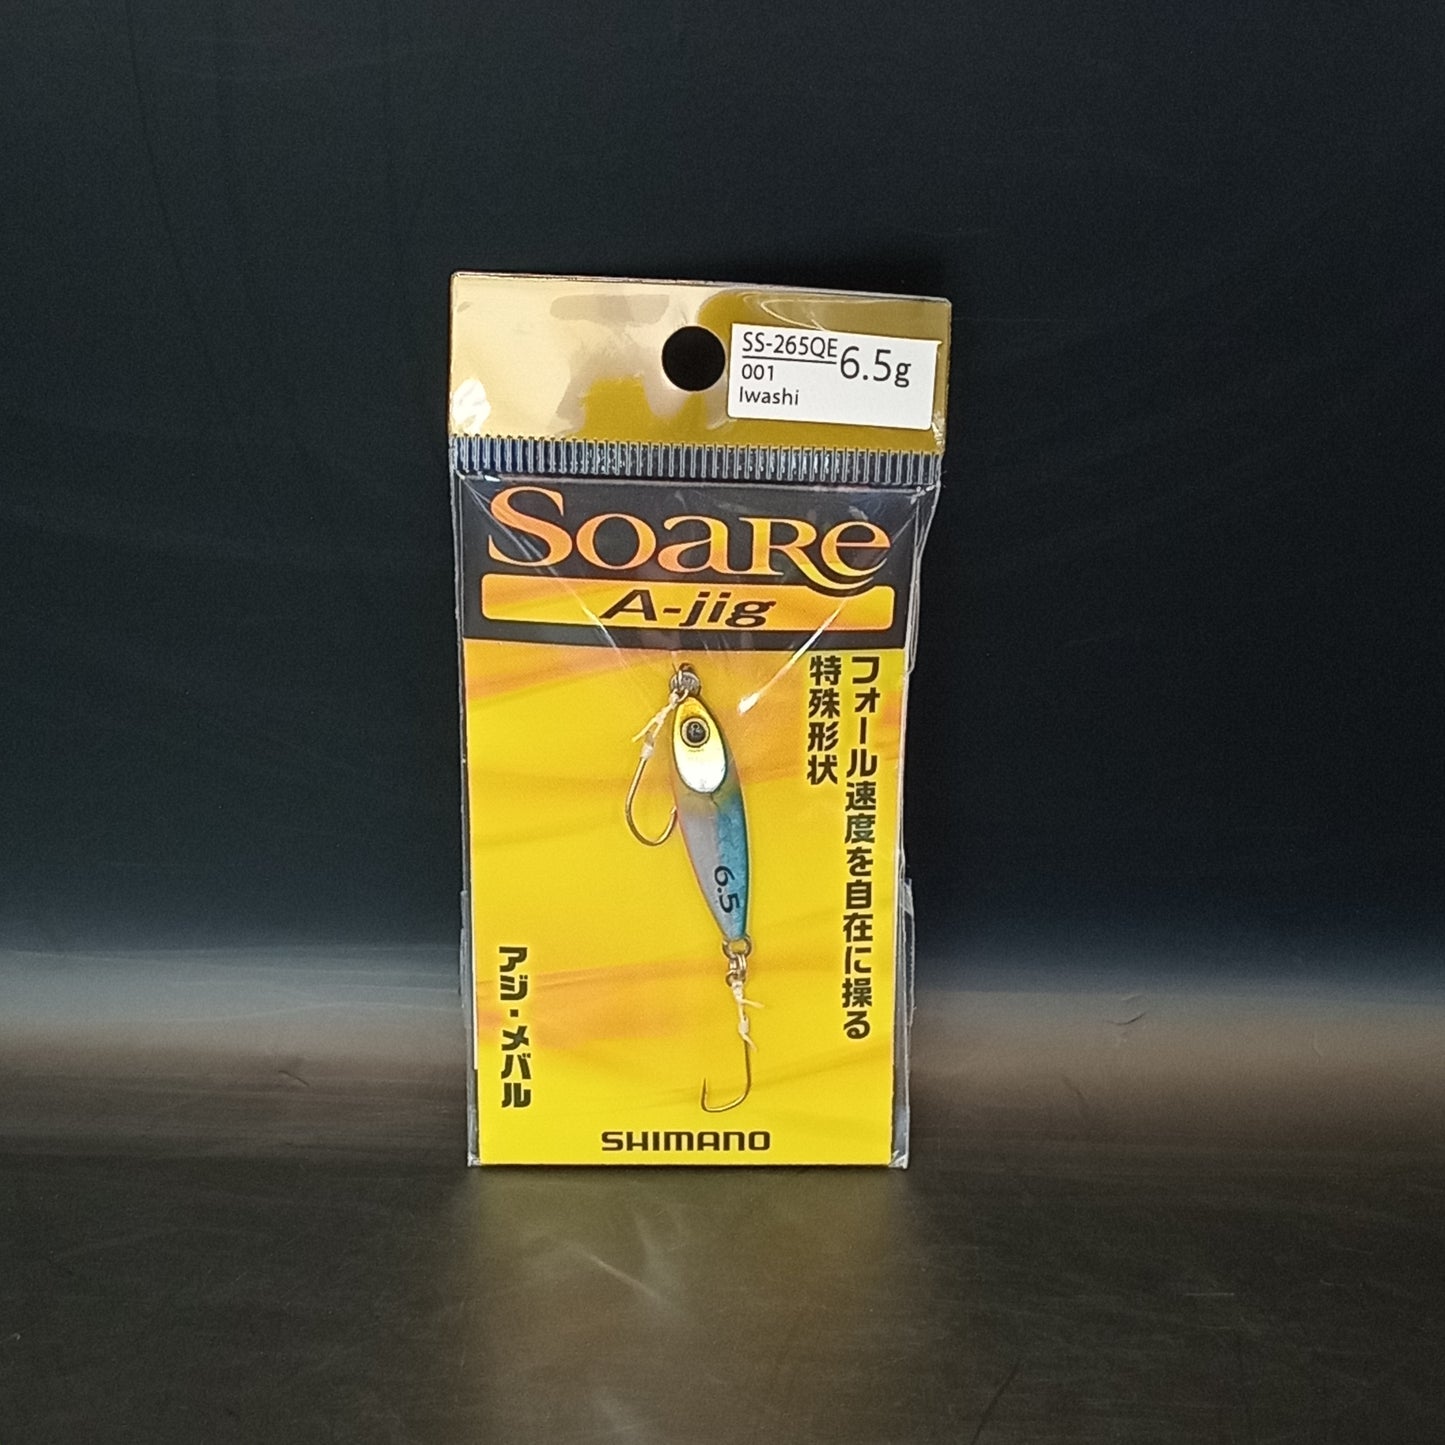 SS-265QE
6.5g
001
Iwashi
SOARE
A-jig
フォール速度を自在に操る
特殊形状
6.5
アジ・メバル
SHIMANO